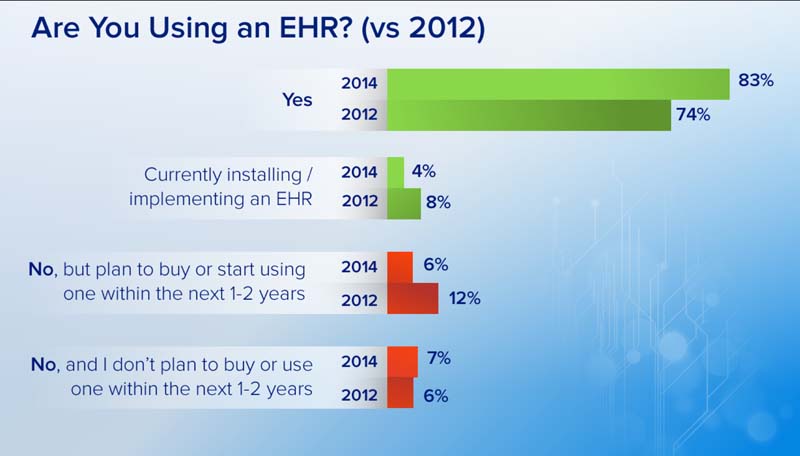 Are You Using an EHR? (vs 2012)
Yes
2014
83%
2012
74%
Currently installing /
implementing an EHR
2014
4%
2012
8%
No, but plan to buy or start using
one within the next 1-2 years
2014
6%
2012
12%
No, and I don’t plan to buy or use
one within the next 1-2 years
2014
7%
2012
6%